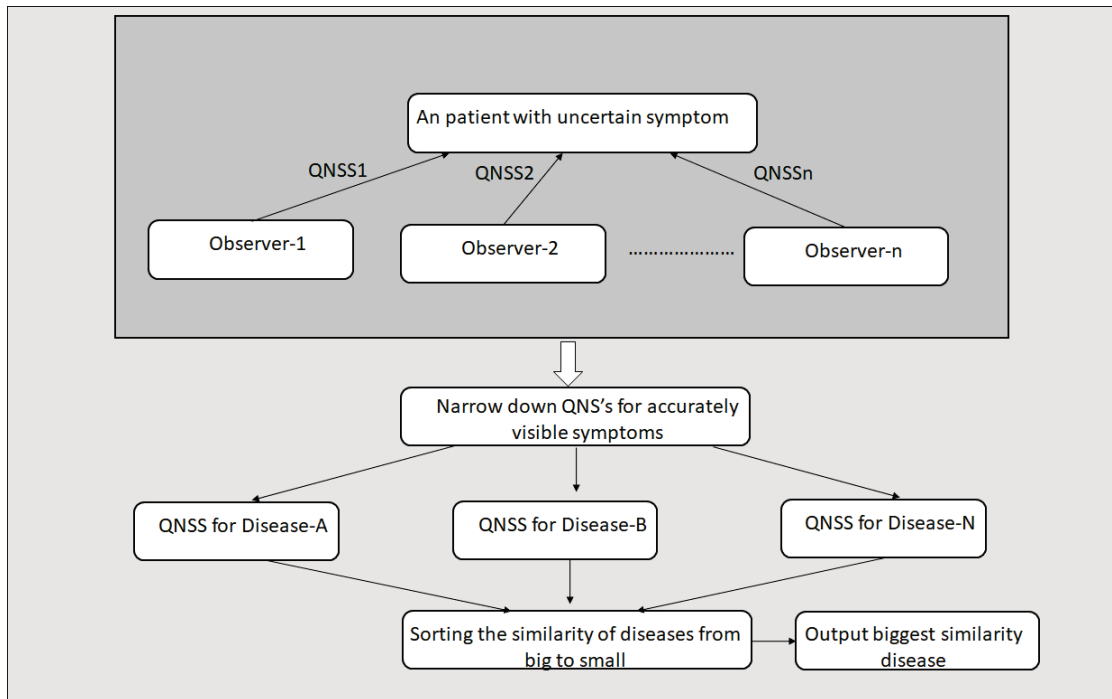 An patient with uncertain symptom
QNSS1
QNSS2
QNSSn
Observer-1
Observer-2
.....................
Observer-n
Narrow down QNS’s for accurately
visible symptoms
QNSS for Disease-A
QNSS for Disease-B
QNSS for Disease-N
Sorting the similarity of diseases from
big to small
Output biggest similarity
disease